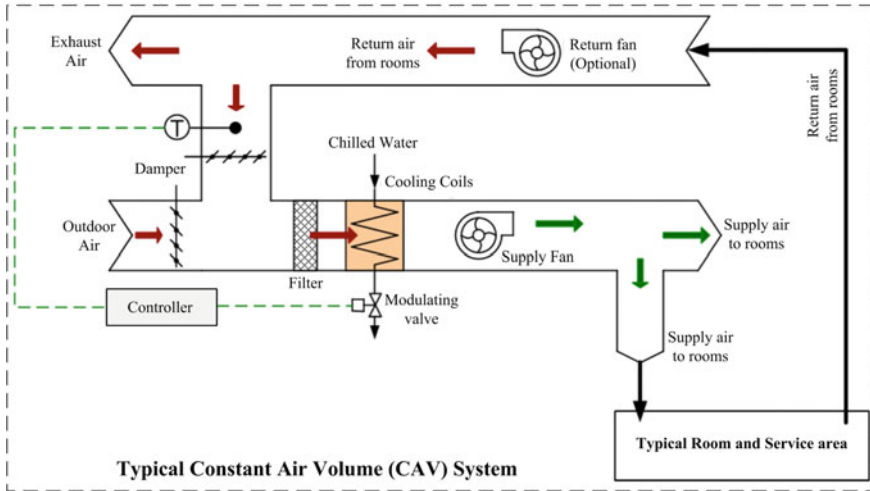 Exhaust
Air
Return air
from rooms
Return fan
(Optional)
Return air
from rooms
T
Damper
Chilled Water
Cooling Coils
Outdoor
Air
Supply Fan
Supply air
to rooms
Filter
Controller
Modulating
valve
Supply air
to rooms
Typical Room and Service area
Typical Constant Air Volume (CAV) System